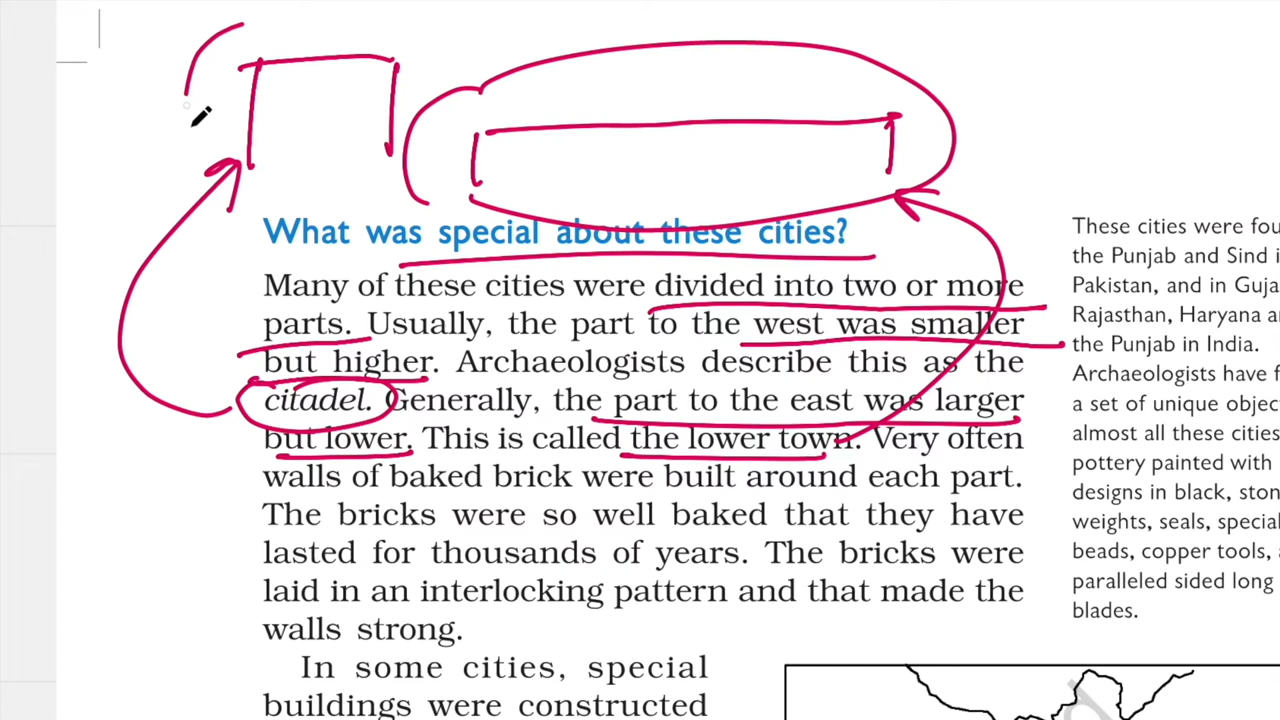 What was special about these cities?
Many of these cities were divided into two or more
parts. Usually, the part to the west was smaller
but higher. Archaeologists describe this as the
citadel. Generally, the part to the east was larger
but lower. This is called the lower town. Very often
walls of baked brick were built around each part.
The bricks were so well baked that they have
lasted for thousands of years. The bricks were
laid in an interlocking pattern and that made the
walls strong.
In some cities, special
buildings were constructed
These cities were fou
the Punjab and Sind i
Pakistan, and in Guja
Rajasthan, Haryana a
the Punjab in India.
Archaeologists have f
a set of unique objec
almost all these cities
pottery painted with
designs in black, ston
weights, seals, special
beads, copper tools, a
paralleled sided long
blades.